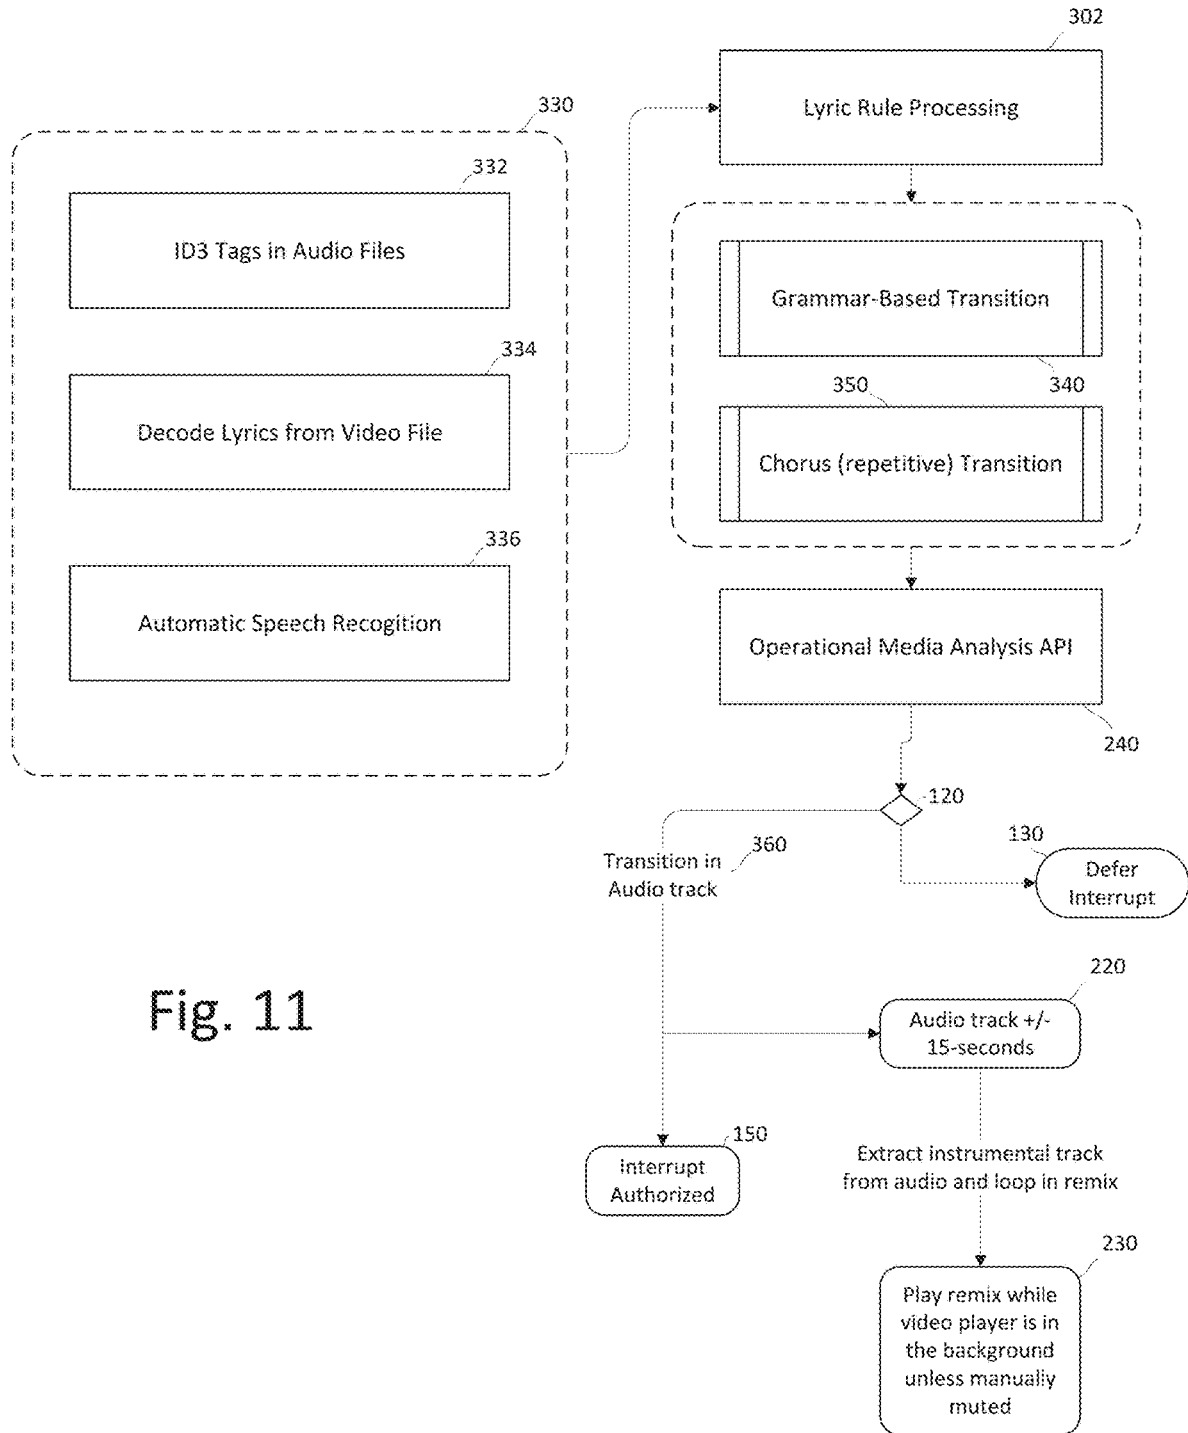 302
Lyric Rule Processing
330
332
ID3 Tags in Audio Files
334
Decode Lyrics from Video File
336
Automatic Speech Recogition
Grammar-Based Transition
340
350
Chorus (repetitive) Transition
Operational Media Analysis API
240
120
360
Transition in
Audio track
130
Defer
Interrupt
220
Audio track +/-
15-seconds
150
Interrupt
Authorized
Extract instrumental track
from audio and loop in remix
230
Play remix while
video player is in
the background
unless manually
muted
Fig. 11